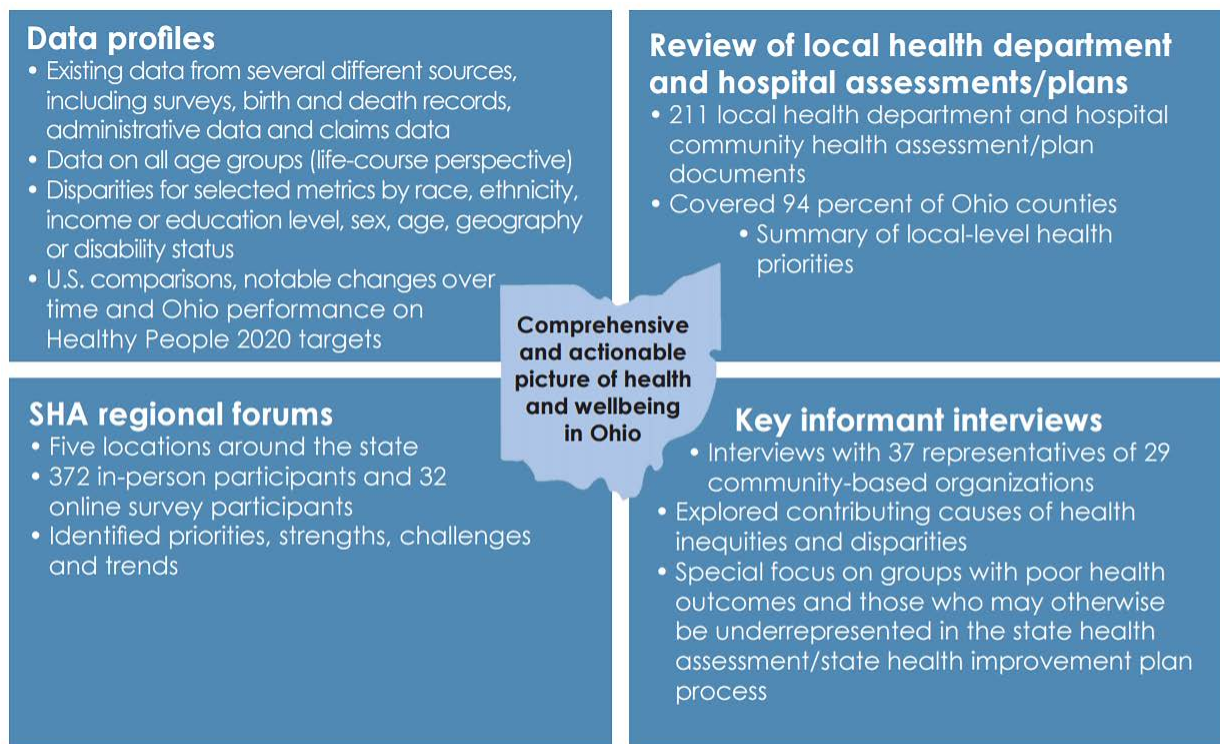 Data profiles
• Existing data from several different sources,
including surveys, birth and death records,
administrative data and claims data
• Data on all age groups (life-course perspective)
• Disparities for selected metrics by race, ethnicity,
income or education level, sex, age, geography
or disability status
• U.S. comparisons, notable changes over
time and Ohio performance on
Healthy People 2020 targets
Review of local health department
and hospital assessments/plans
• 211 local health department and hospital
community health assessment/plan
documents
• Covered 94 percent of Ohio counties
• Summary of local-level health
priorities
Comprehensive
and actionable
picture of health
and wellbeing
in Ohio
SHA regional forums
• Five locations around the state
• 372 in-person participants and 32
online survey participants
• Identified priorities, strengths, challenges
and trends
Key informant interviews
• Interviews with 37 representatives of 29
community-based organizations
• Explored contributing causes of health
inequities and disparities
• Special focus on groups with poor health
outcomes and those who may otherwise
be underrepresented in the state health
assessment/state health improvement plan
process